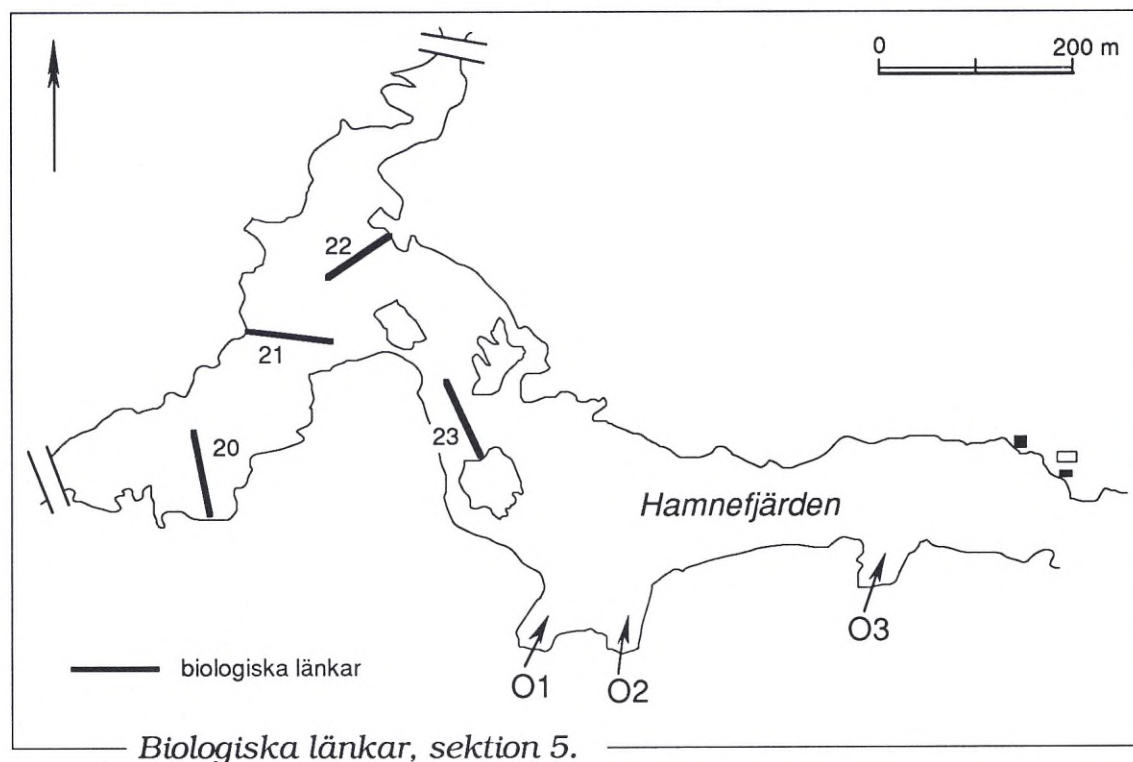 0 200 m
22
21
23
20
Hamnefjärden
O3
biologiska länkar
O1
O2
Biologiska länkar, sektion 5.